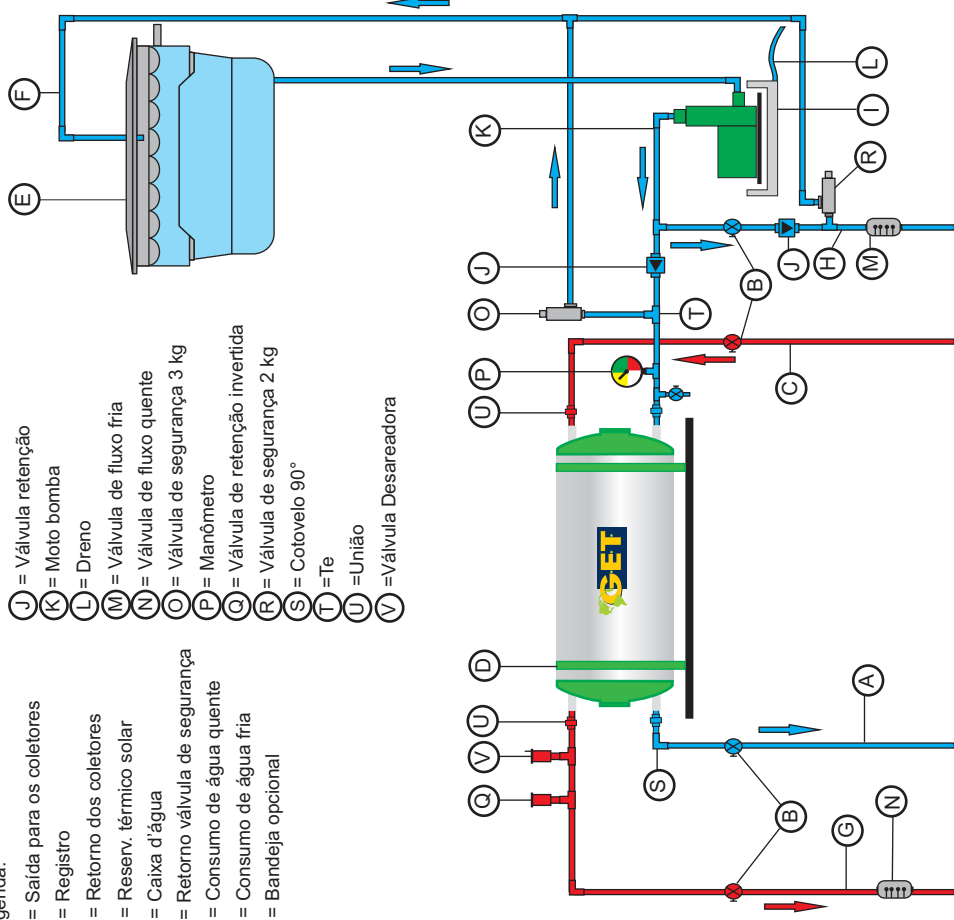 genda:
= Saída para os coletores
= Registro
= Retorno dos coletores
= Reserv. térmico solar
= Caixa d'água
= Retorno válvula de segurança
= Consumo de água quente
= Consumo de água fria
= Bandeja opcional
J = Válvula retenção
K = Moto bomba
L = Dreno
M = Válvula de fluxo fria
N = Válvula de fluxo quente
O = Válvula de segurança 3 kg
P = Manômetro
Q = Válvula de retenção invertida
R = Válvula de segurança 2 kg
S = Cotovelo 90°
T =Te
U =União
V =Válvula Desareadora
E
F
Q
V
U
D
U
P
O
J
K
GET
S
T
B
B
C
J
H
G
A
M
R
I
L
N